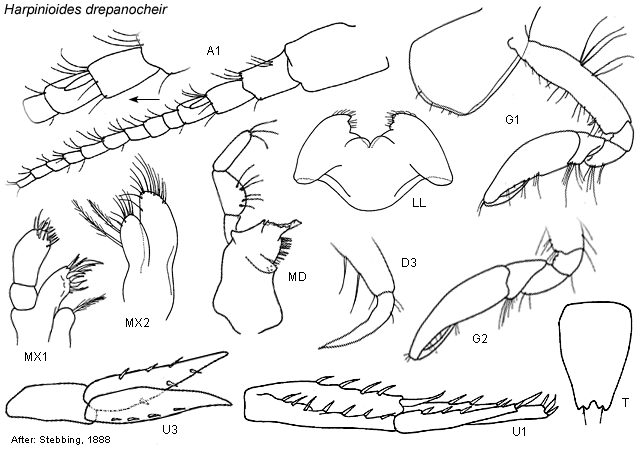 Harpinioides drepanocheir
A1
G1
LL
MD
D3
MX2
MX1
G2
T
U3
U1
After: Stebbing, 1888